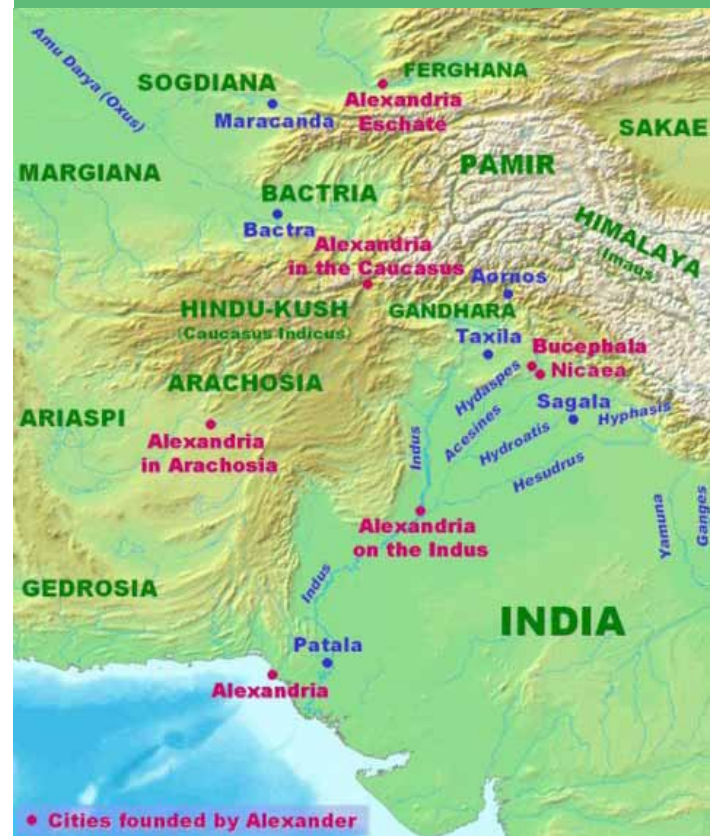 Amu Darya (Oxus)
SOGDIANA
FERGHANA
Alexandria
Eschaté
Maracanda
SAKAE
MARGIANA
PAMIR
BACTRIA
Bactra
HIMALAYA
(Imaus)
Alexandria
in the Caucasus
Aornos
HINDU-KUSH
(Caucasus Indicus)
GANDHARA
Taxila
Bucephala
Nicaea
ARACHOSIA
Hydaspes
ARIASPI
Sagala
Acesines
Hyphasis
Alexandria
in Arachosia
Indus
Hydroatis
Hesudrus
Alexandria
on the Indus
Yamuna
Ganges
GEDROSIA
Indus
INDIA
Patala
Alexandria
Cities founded by Alexander